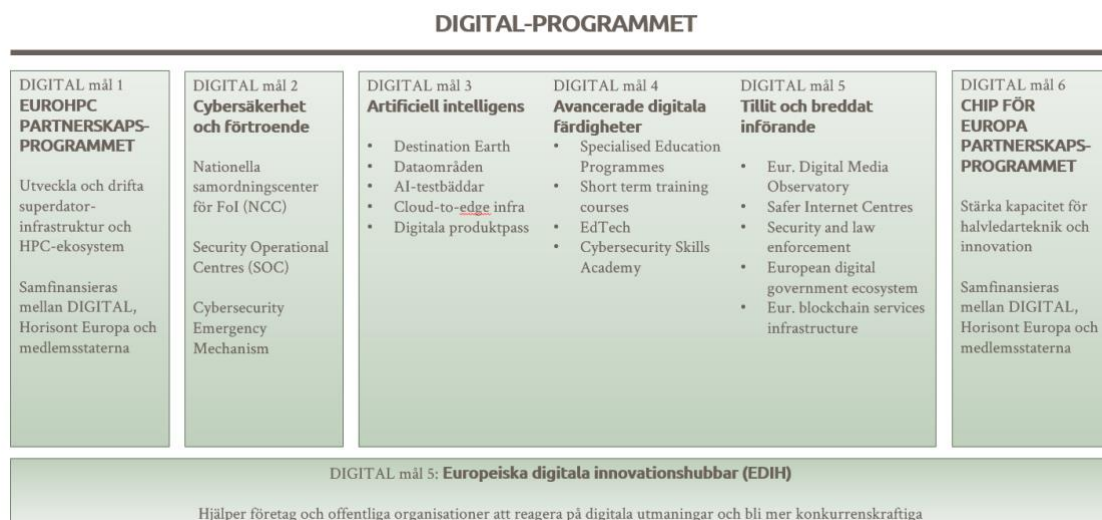 DIGITAL-PROGRAMMET
DIGITAL mål 1
EUROHPC
PARTNERSKAPS-
PROGRAMMET
Utveckla och drifta
superdator-
infrastruktur och
HPC-ekosystem
Samfinansieras
mellan DIGITAL,
Horisont Europa och
medlemsstaterna
DIGITAL mål 2
Cybersäkerhet
och förtroende
Nationella
samordningscenter
för FoI (NCC)
Security Operational
Centres (SOC)
Cybersecurity
Emergency
Mechanism
DIGITAL mål 3
Artificiell intelligens
• Destination Earth
• Dataområden
• AI-testbäddar
• Cloud-to-edge infra
• Digitala produktpass
DIGITAL mål 4
Avancerade digitala
färdigheter
• Specialised Education
Programmes
• Short term training
courses
• EdTech
• Cybersecurity Skills
Academy
DIGITAL mål 5
Tillit och breddat
införande
• Eur. Digital Media
Observatory
• Safer Internet Centres
• Security and law
enforcement
• European digital
government ecosystem
• Eur. blockchain services
infrastructure
DIGITAL mål 6
CHIP FÖR
EUROPA
PARTNERSKAPS-
PROGRAMMET
Stärka kapacitet för
halvledarteknik och
innovation
Samfinansieras
mellan DIGITAL,
Horisont Europa och
medlemsstaterna
DIGITAL mål 5: Europeiska digitala innovationshubbar (EDIH)
Hjälper företag och offentliga organisationer att reagera på digitala utmaningar och bli mer konkurrenskraftiga